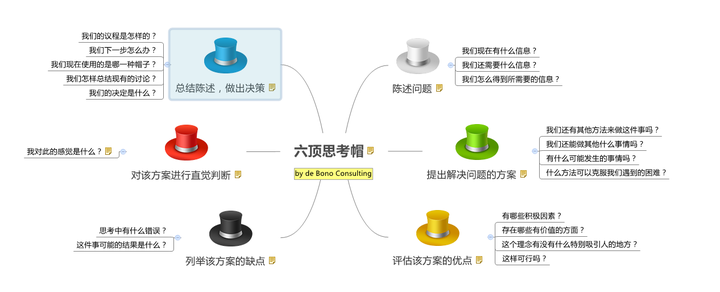 我们的议程是怎样的？
我们下一步怎么办？
我们现在使用的是哪一种帽子？
我们怎样总结现有的讨论？
我们的决定是什么？
总结陈述，做出决策
我对此的感觉是什么？
对该方案进行直觉判断
思考中有什么错误？
这件事可能的结果是什么？
列举该方案的缺点
六顶思考帽
by de Bono Consulting
陈述问题
我们现在有什么信息？
我们还需要什么信息？
我们怎么得到所需要的信息？
提出解决问题的方案
我们还有其他方法来做这件事吗？
我们还能做其他什么事情吗？
有什么可能发生的事情吗？
什么方法可以克服我们遇到的困难？
评估该方案的优点
有哪些积极因素？
存在哪些有价值的方面？
这个理念有没有什么特别吸引人的地方？
这样可行吗？